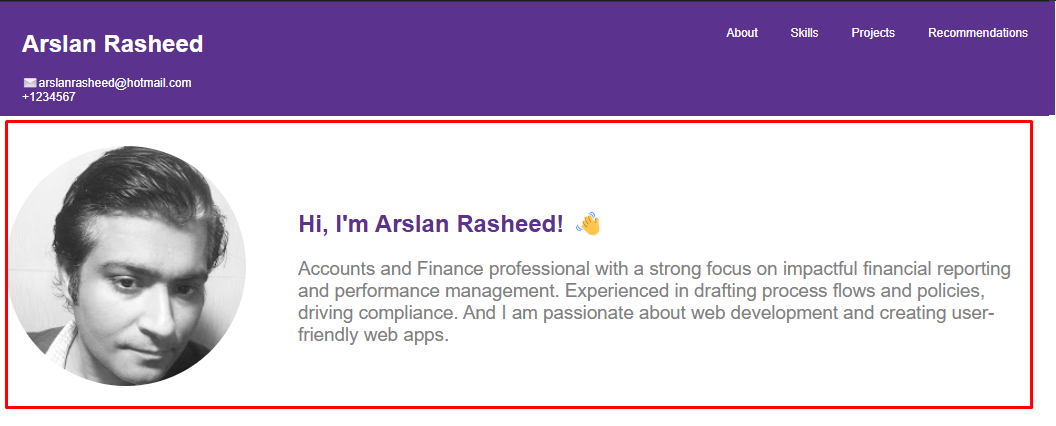 Arslan Rasheed
About Skills Projects Recommendations
✉️arslanrasheed@hotmail.com
+1234567
Hi, I'm Arslan Rasheed! 👋
Accounts and Finance professional with a strong focus on impactful financial reporting
and performance management. Experienced in drafting process flows and policies,
driving compliance. And I am passionate about web development and creating user-
friendly web apps.